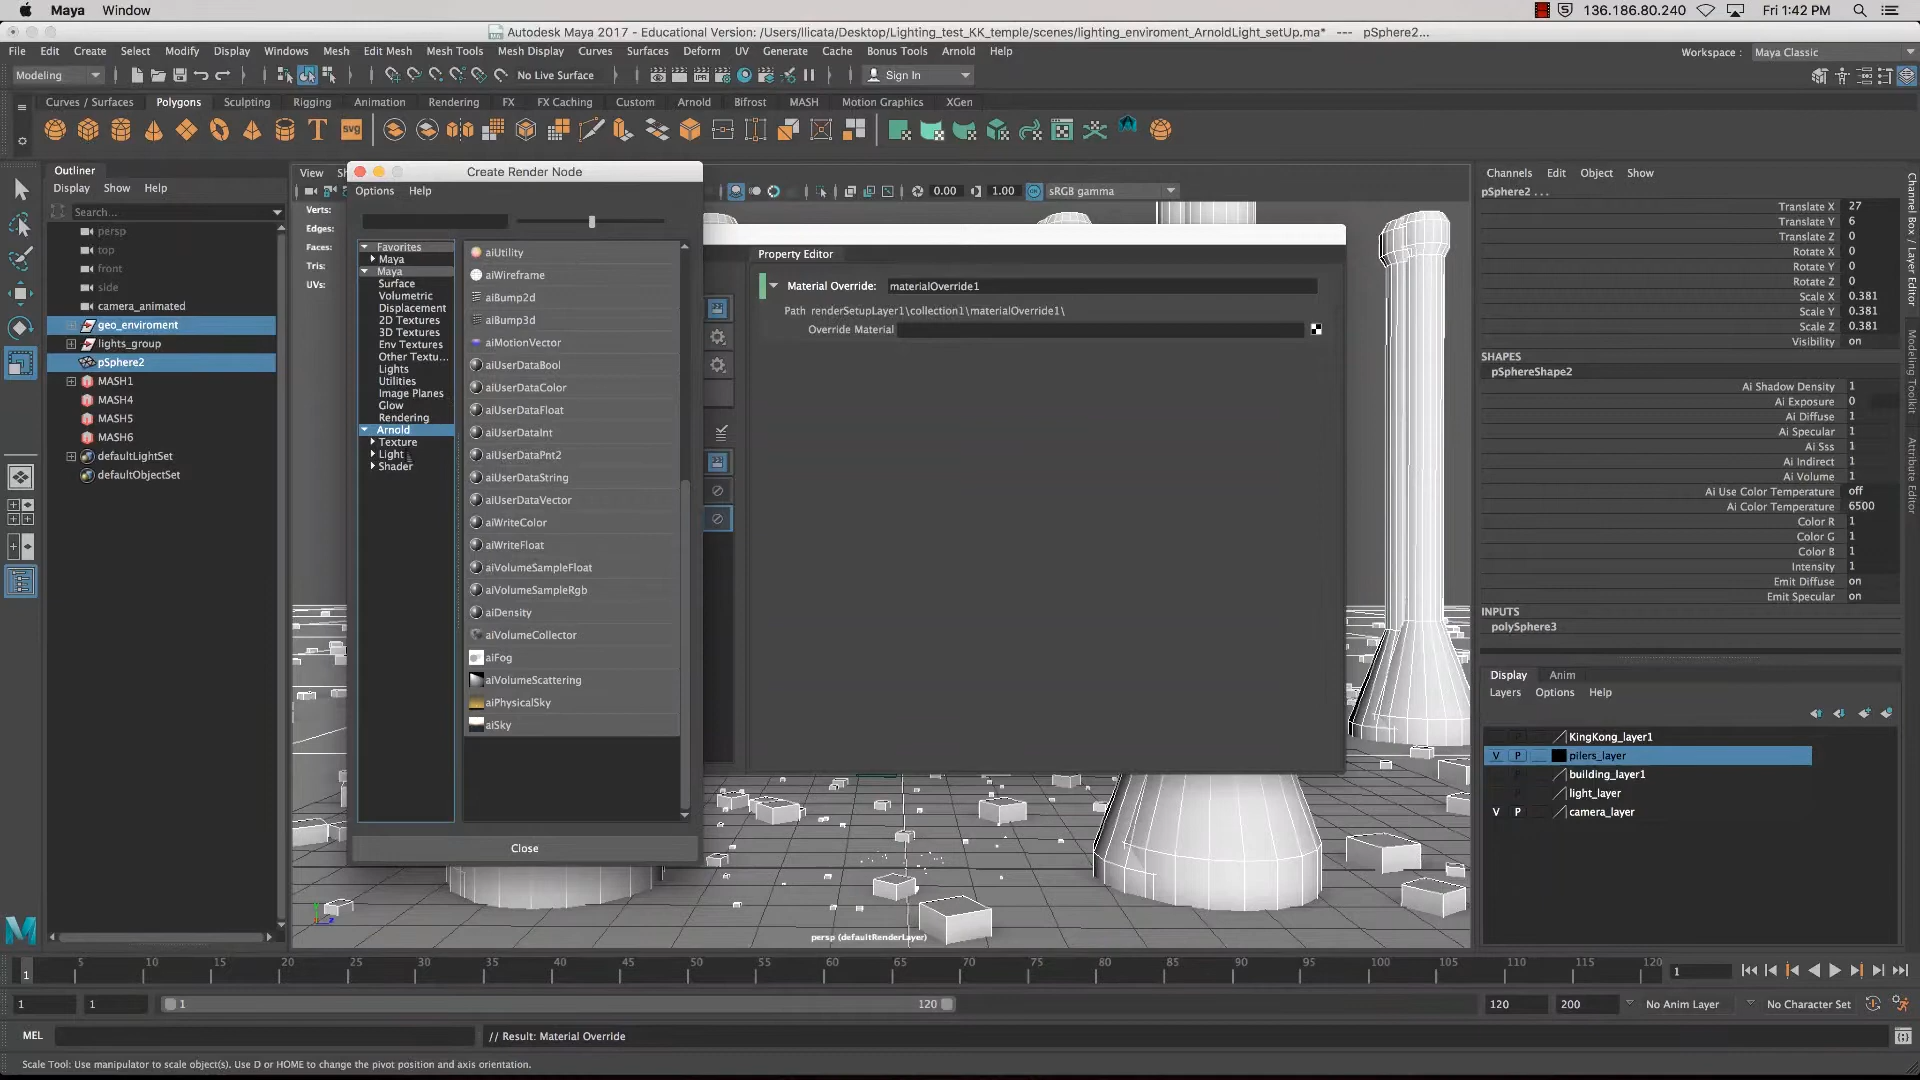 Maya Window
136.186.80.240 Fri 1:42 PM
Autodesk Maya 2017 - Educational Version: /Users/llicata/Desktop/Lighting_test_KK_temple/scenes/lighting_enviroment_ArnoldLight_setUp.ma* --- pSphere2...
File Edit Create Select Modify Display Windows Mesh Edit Mesh Mesh Tools Mesh Display Curves Surfaces Deform UV Generate Cache Bonus Tools Arnold Help
Workspace : Maya Classic
Modeling No Live Surface Sign In
Curves / Surfaces Polygons Sculpting Rigging Animation Rendering FX FX Caching Custom Arnold Bifrost MASH Motion Graphics XGen
Outliner
Display Show Help
Search...
persp
top
front
side
camera_animated
geo_enviroment
lights_group
pSphere2
MASH1
MASH4
MASH5
MASH6
defaultLightSet
defaultObjectSet
View
0.00 1.00 sRGB gamma
Verts:
Edges:
Faces:
Tris:
UVs:
Create Render Node
Options Help
Favorites
Maya
Maya
Surface
Volumetric
Displacement
2D Textures
3D Textures
Env Textures
Other Textu...
Lights
Utilities
Image Planes
Glow
Rendering
Arnold
Texture
Light
Shader
aiUtility
aiWireframe
aiBump2d
aiBump3d
aiMotionVector
aiUserDataBool
aiUserDataColor
aiUserDataFloat
aiUserDataInt
aiUserDataPnt2
aiUserDataString
aiUserDataVector
aiWriteColor
aiWriteFloat
aiVolumeSampleFloat
aiVolumeSampleRgb
aiDensity
aiVolumeCollector
aiFog
aiVolumeScattering
aiPhysicalSky
aiSky
Close
Property Editor
Material Override: materialOverride1
Path renderSetupLayer1\collection1\materialOverride1\
Override Material
persp (defaultRenderLayer)
Channels Edit Object Show
pSphere2 . . .
Translate X 27
Translate Y 6
Translate Z 0
Rotate X 0
Rotate Y 0
Rotate Z 0
Scale X 0.381
Scale Y 0.381
Scale Z 0.381
Visibility on
SHAPES
pSphereShape2
Ai Shadow Density 1
Ai Exposure 0
Ai Diffuse 1
Ai Specular 1
Ai Sss 1
Ai Indirect 1
Ai Volume 1
Ai Use Color Temperature off
Ai Color Temperature 6500
Color R 1
Color G 1
Color B 1
Intensity 1
Emit Diffuse on
Emit Specular on
INPUTS
polySphere3
Display Anim
Layers Options Help
P KingKong_layer1
V P pilers_layer
P building_layer1
P light_layer
V P camera_layer
Channel Box / Layer Editor
Modeling Toolkit
Attribute Editor
1 5 10 15 20 25 30 35 40 45 50 55 60 65 70 75 80 85 90 95 100 105 110 115 120 1
1 1 1 120 120 200 No Anim Layer No Character Set
MEL // Result: Material Override
Scale Tool: Use manipulator to scale object(s). Use D or HOME to change the pivot position and axis orientation.